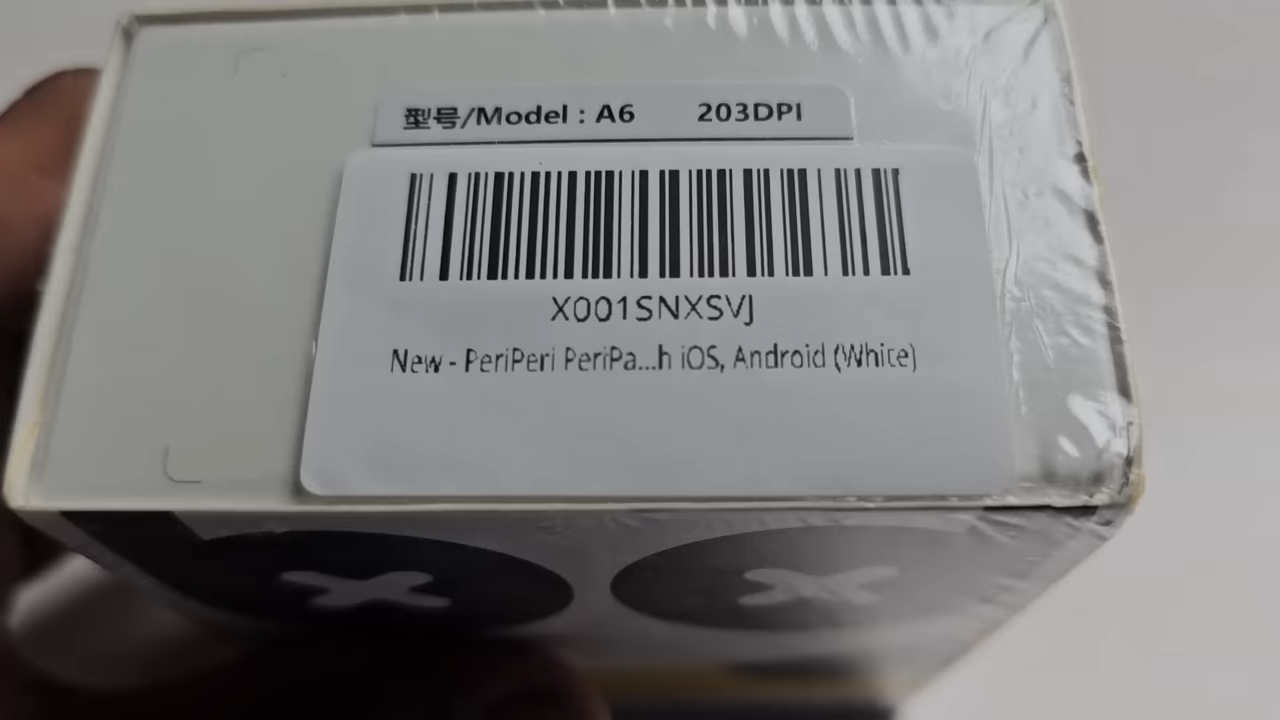 型号/Model : A6 203DPI
X001SNXSVJ
New - PeriPeri PeriPa...h iOS, Android (White)